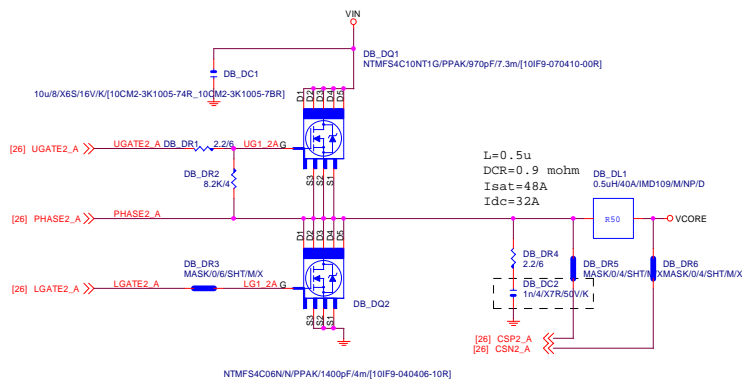 VIN
DB_DQ1
NTMFS4C10NT1G/PPAK/970pF/7.3m/[10IF9-070410-00R]
DB_DC1
10u/8/X6S/16V/K/[10CM2-3K1005-74R_10CM2-3K1005-7BR]
D1 D2 D3 D4 D5
[26] UGATE2_A UGATE2_A DB_DR1 2.2/6 UG1_2A G
DB_DR2
8.2K/4
S3 S2 S1
L=0.5u
DCR=0.9 mohm
Isat=48A
Idc=32A
DB_DL1
0.5uH/40A/IMD109/M/NP/D
R50
VCORE
[26] PHASE2_A PHASE2_A
D1 D2 D3 D4 D5
DB_DR3
MASK/0/6/SHT/M/X
[26] LGATE2_A LGATE2_A LG1_2A G
DB_DQ2
S3 S2 S1
DB_DR4
2.2/6
DB_DR5
MASK/0/4/SHT/M/X
DB_DR6
MASK/0/4/SHT/M/X
DB_DC2
1n/4/X7R/50V/K
[26] CSP2_A
[26] CSN2_A
NTMFS4C06N/N/PPAK/1400pF/4m/[10IF9-040406-10R]